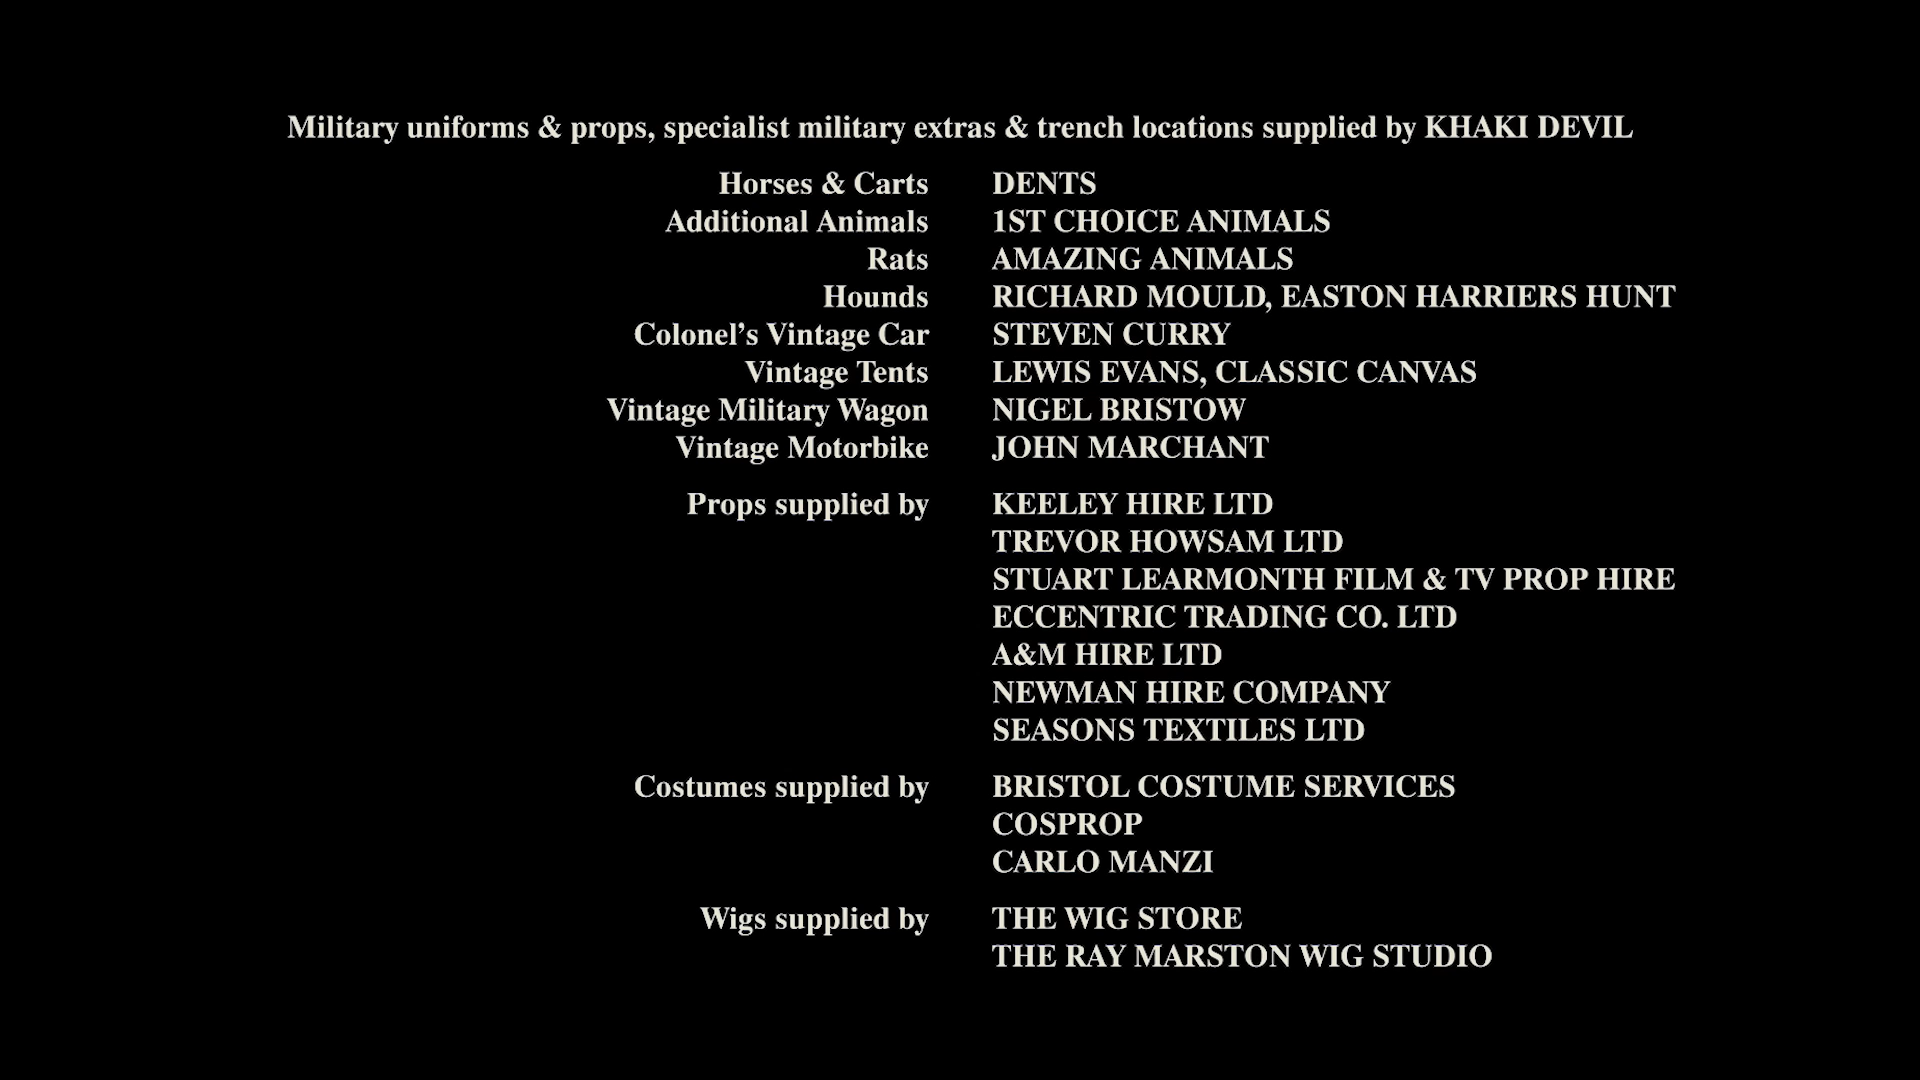 Military uniforms & props, specialist military extras & trench locations supplied by KHAKI DEVIL
Horses & Carts DENTS
Additional Animals 1ST CHOICE ANIMALS
Rats AMAZING ANIMALS
Hounds RICHARD MOULD, EASTON HARRIERS HUNT
Colonel’s Vintage Car STEVEN CURRY
Vintage Tents LEWIS EVANS, CLASSIC CANVAS
Vintage Military Wagon NIGEL BRISTOW
Vintage Motorbike JOHN MARCHANT
Props supplied by KEELEY HIRE LTD
TREVOR HOWSAM LTD
STUART LEARMONTH FILM & TV PROP HIRE
ECCENTRIC TRADING CO. LTD
A&M HIRE LTD
NEWMAN HIRE COMPANY
SEASONS TEXTILES LTD
Costumes supplied by BRISTOL COSTUME SERVICES
COSPROP
CARLO MANZI
Wigs supplied by THE WIG STORE
THE RAY MARSTON WIG STUDIO